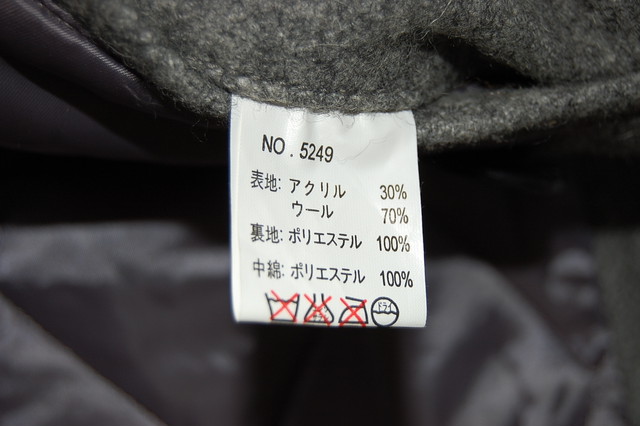 NO . 5249
表地: アクリル 30%
ウール 70%
裏地: ポリエステル 100%
中綿: ポリエステル 100%
ドライ